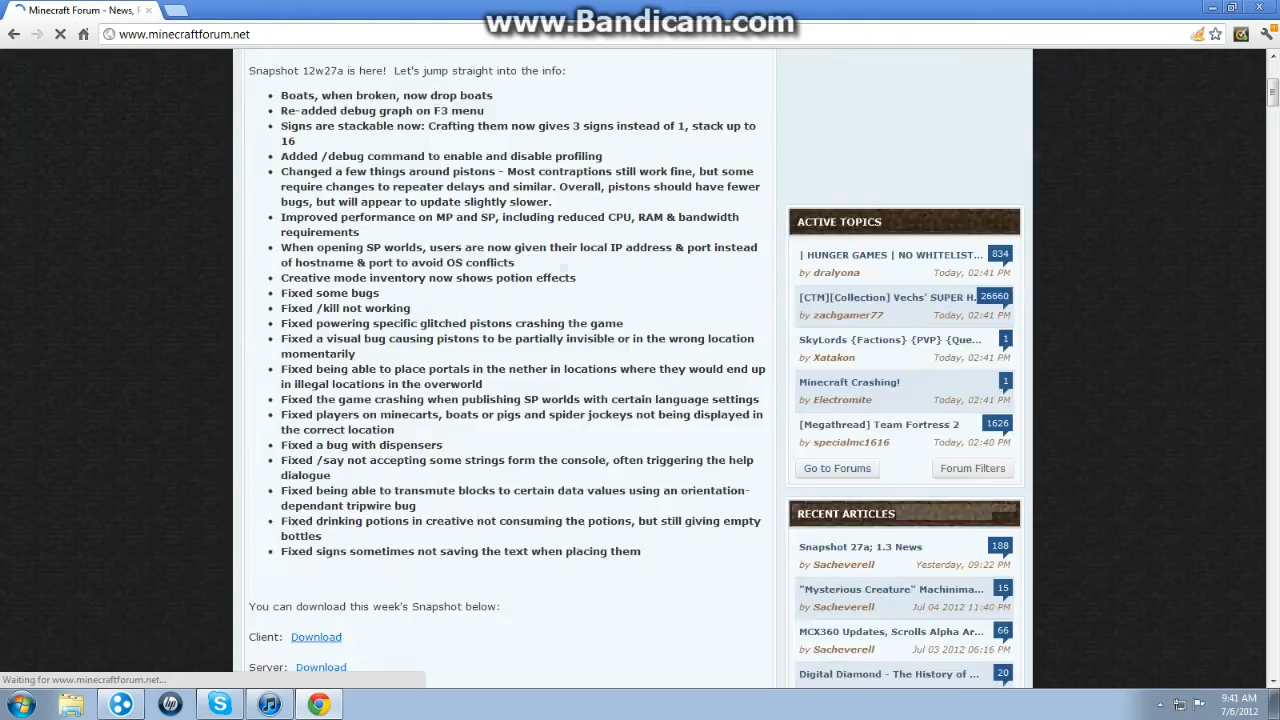 Minecraft Forum - News, F
www.Bandicam.com
www.minecraftforum.net
Snapshot 12w27a is here!  Let's jump straight into the info:
Boats, when broken, now drop boats
Re-added debug graph on F3 menu
Signs are stackable now: Crafting them now gives 3 signs instead of 1, stack up to
16
Added /debug command to enable and disable profiling
Changed a few things around pistons - Most contraptions still work fine, but some
require changes to repeater delays and similar. Overall, pistons should have fewer
bugs, but will appear to update slightly slower.
Improved performance on MP and SP, including reduced CPU, RAM & bandwidth
requirements
When opening SP worlds, users are now given their local IP address & port instead
of hostname & port to avoid OS conflicts
Creative mode inventory now shows potion effects
Fixed some bugs
Fixed /kill not working
Fixed powering specific glitched pistons crashing the game
Fixed a visual bug causing pistons to be partially invisible or in the wrong location
momentarily
Fixed being able to place portals in the nether in locations where they would end up
in illegal locations in the overworld
Fixed the game crashing when publishing SP worlds with certain language settings
Fixed players on minecarts, boats or pigs and spider jockeys not being displayed in
the correct location
Fixed a bug with dispensers
Fixed /say not accepting some strings form the console, often triggering the help
dialogue
Fixed being able to transmute blocks to certain data values using an orientation-
dependant tripwire bug
Fixed drinking potions in creative not consuming the potions, but still giving empty
bottles
Fixed signs sometimes not saving the text when placing them
You can download this week's Snapshot below:
Client: Download
Server: Download
ACTIVE TOPICS
| HUNGER GAMES | NO WHITELIST... 834
by dralyona Today, 02:41 PM
[CTM][Collection] Vechs' SUPER H. 26660
by zachgamer77 Today, 02:41 PM
SkyLords {Factions} {PVP} {Que... 1
by Xatakon Today, 02:41 PM
Minecraft Crashing! 1
by Electromite Today, 02:41 PM
[Megathread] Team Fortress 2 1626
by specialmc1616 Today, 02:40 PM
Go to Forums Forum Filters
RECENT ARTICLES
Snapshot 27a; 1.3 News 188
by Sacheverell Yesterday, 09:22 PM
"Mysterious Creature" Machinima... 15
by Sacheverell Jul 04 2012 11:40 PM
MCX360 Updates, Scrolls Alpha Ar... 66
by Sacheverell Jul 03 2012 06:16 PM
Digital Diamond - The History of ... 20
Waiting for www.minecraftforum.net...
hp
9:41 AM
7/6/2012